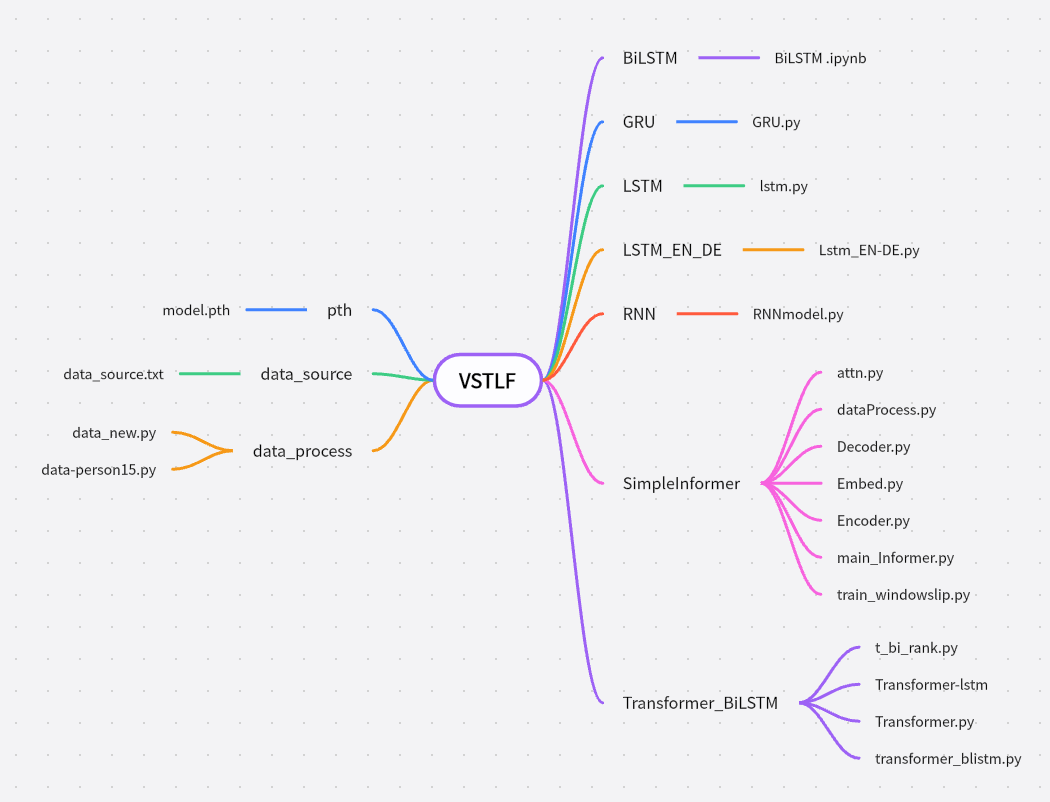 VSTLF
BiLSTM
BiLSTM .ipynb
GRU
GRU.py
LSTM
lstm.py
LSTM_EN_DE
Lstm_EN-DE.py
RNN
RNNmodel.py
SimpleInformer
attn.py
dataProcess.py
Decoder.py
Embed.py
Encoder.py
main_Informer.py
train_windowslip.py
Transformer_BiLSTM
t_bi_rank.py
Transformer-lstm
Transformer.py
transformer_blistm.py
pth
model.pth
data_source
data_source.txt
data_process
data_new.py
data-person15.py